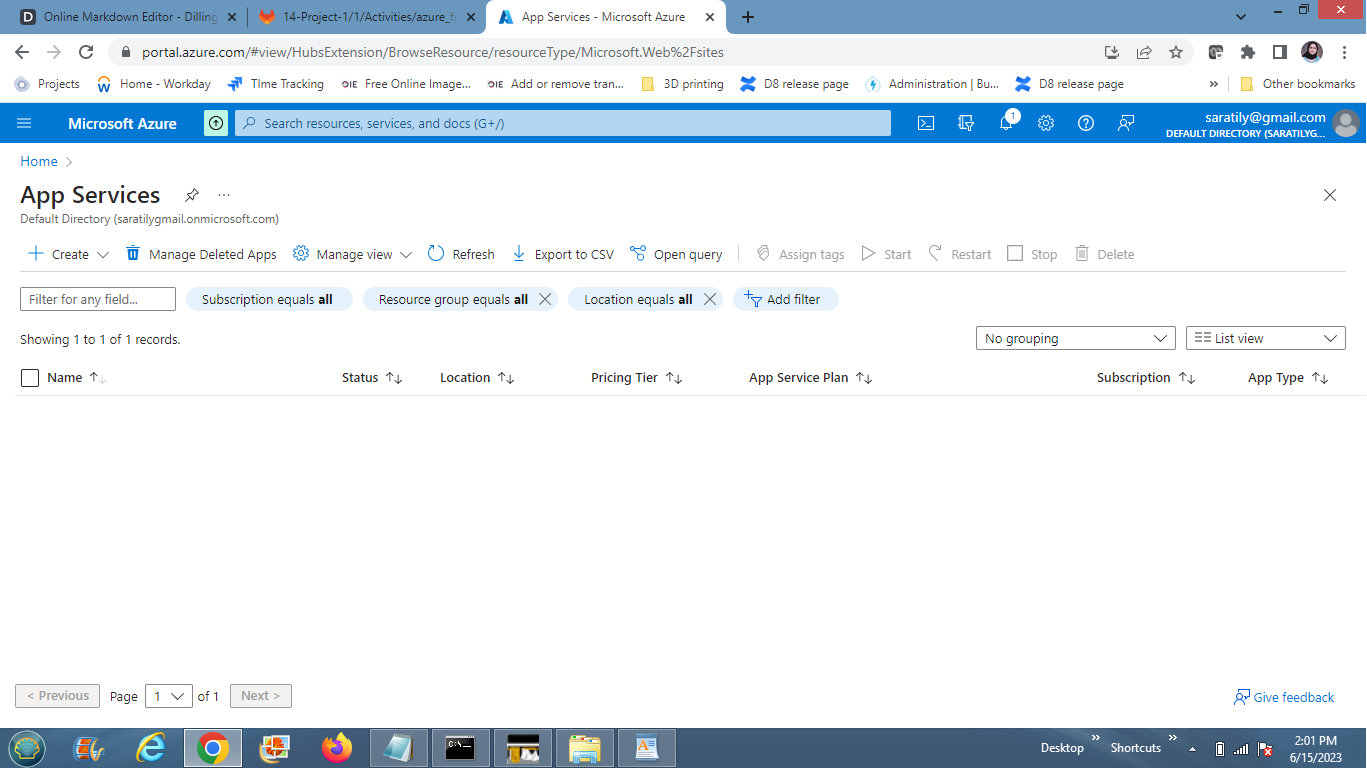 Online Markdown Editor - Dilling
14-Project-1/1/Activities/azure_fr
App Services - Microsoft Azure
portal.azure.com/#view/HubsExtension/BrowseResource/resourceType/Microsoft.Web%2Fsites
Projects
Home - Workday
TIme Tracking
OIE Free Online Image...
OIE Add or remove tran...
3D printing
D8 release page
Administration | Bu...
D8 release page
»
Other bookmarks
Microsoft Azure
Search resources, services, and docs (G+/)
1
saratily@gmail.com
DEFAULT DIRECTORY (SARATILYG...
Home >
App Services
...
Default Directory (saratilygmail.onmicrosoft.com)
Create
Manage Deleted Apps
Manage view
Refresh
Export to CSV
Open query
Assign tags
Start
Restart
Stop
Delete
Filter for any field...
Subscription equals all
Resource group equals all
Location equals all
Add filter
Showing 1 to 1 of 1 records.
No grouping
List view
Name
Status
Location
Pricing Tier
App Service Plan
Subscription
App Type
< Previous
Page
1
of 1
Next >
Give feedback
Desktop »
Shortcuts »
2:01 PM
6/15/2023